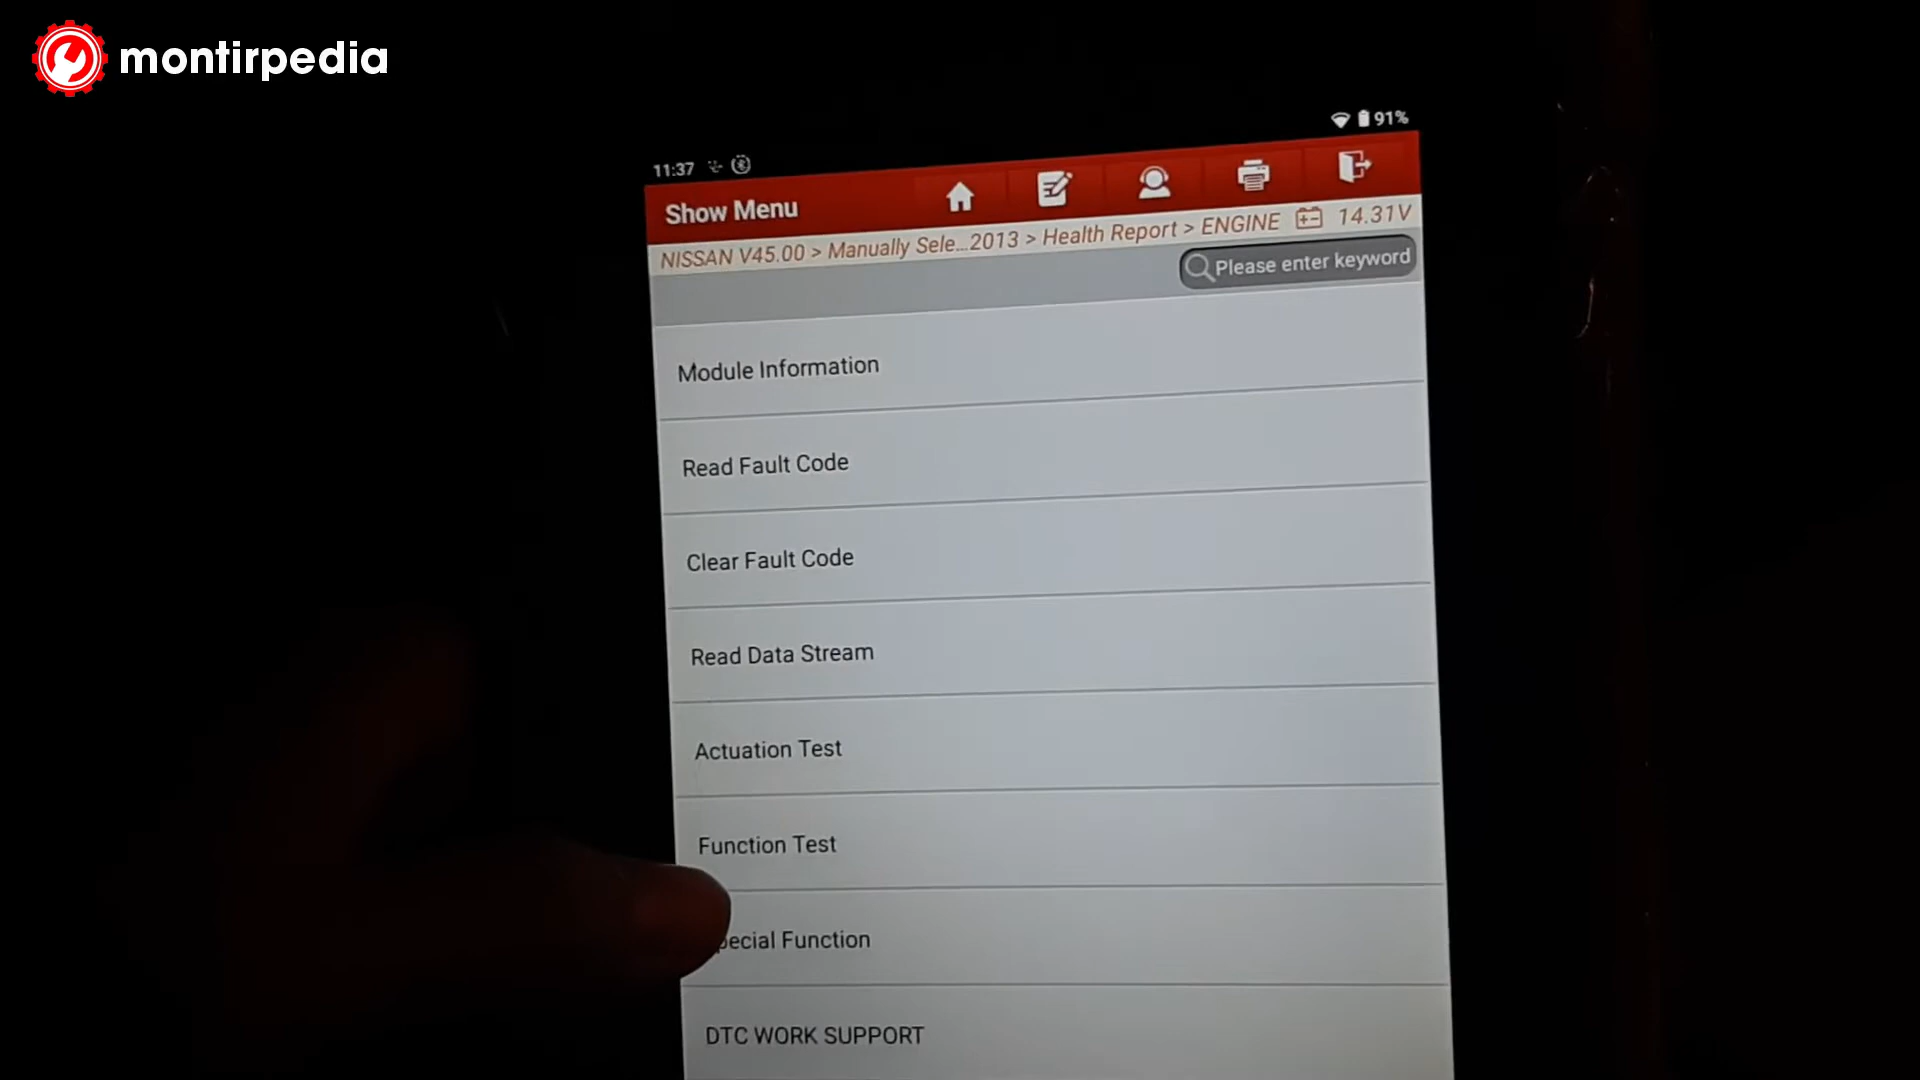 montirpedia
11:37
91%
Show Menu
NISSAN V45.00 > Manually Sele...2013 > Health Report > ENGINE 14.31V
Please enter keyword
Module Information
Read Fault Code
Clear Fault Code
Read Data Stream
Actuation Test
Function Test
pecial Function
DTC WORK SUPPORT